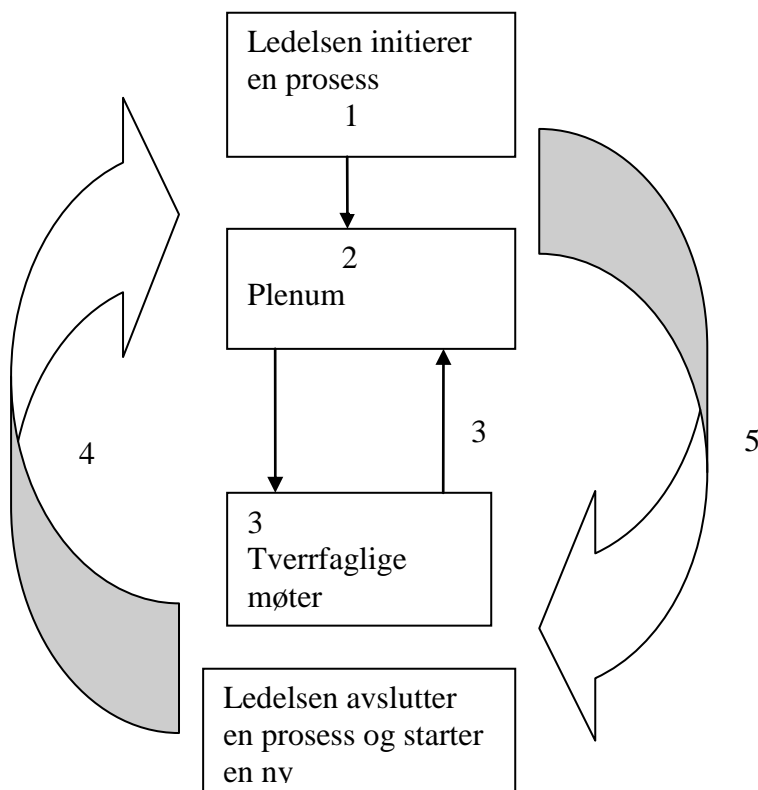 Ledelsen initierer
en prosess
1
2
Plenum
3
4
5
3
Tverrfaglige
møter
Ledelsen avslutter
en prosess og starter
en ny